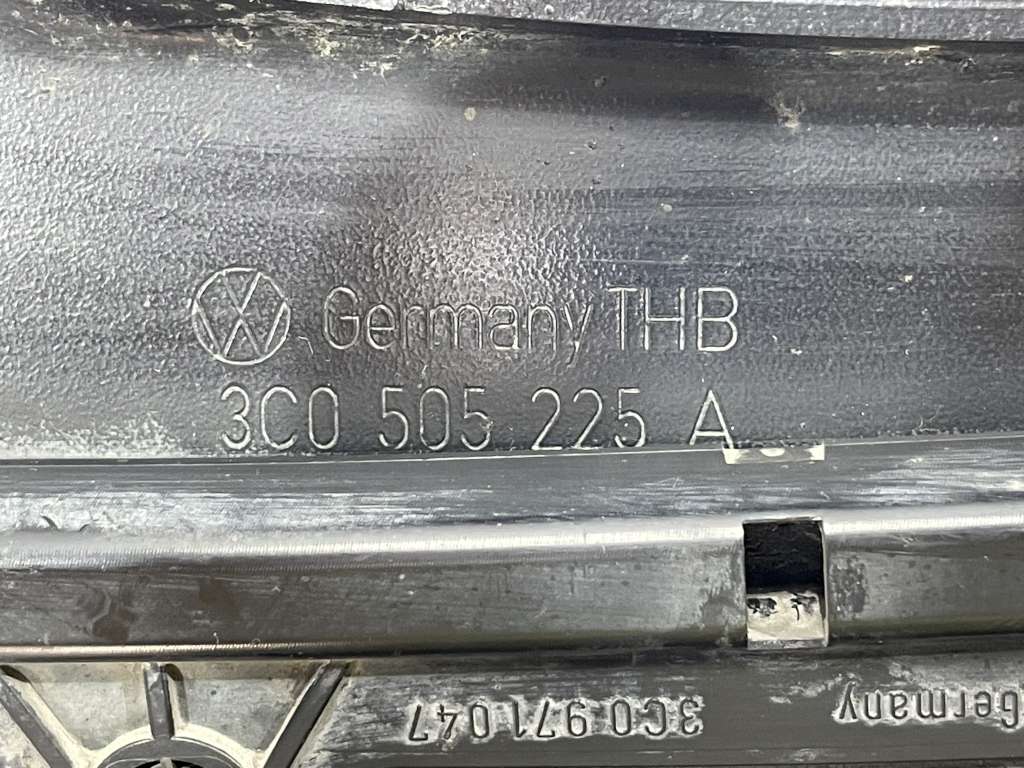 Germany THB
3C0 505 225 A
3C0 971 047
Germany